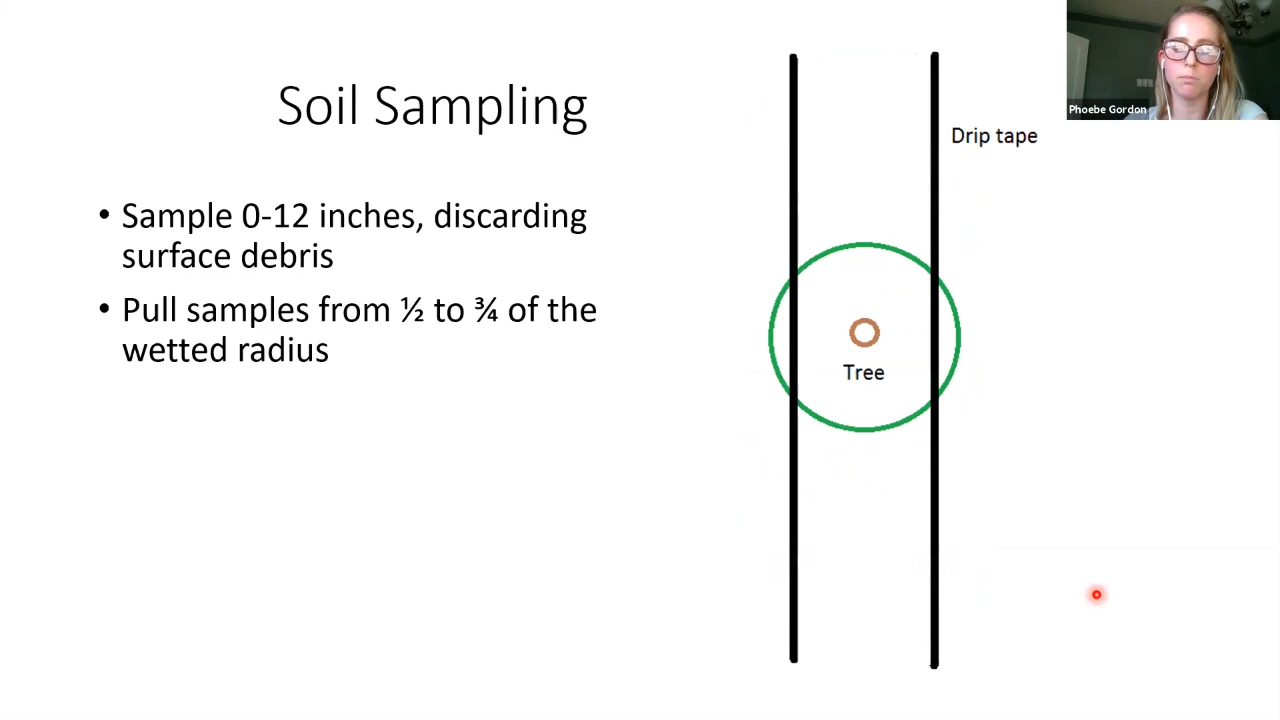 Soil Sampling
• Sample 0-12 inches, discarding
surface debris
• Pull samples from ½ to ¾ of the
wetted radius
Drip tape
Tree
Phoebe Gordon